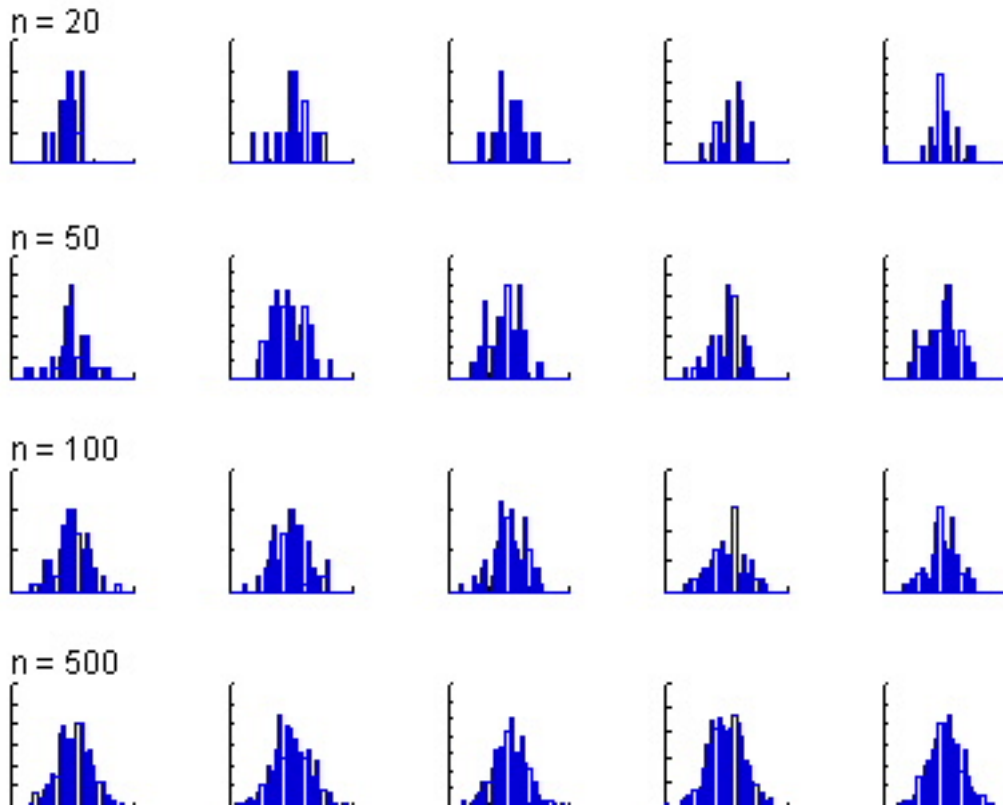 n = 20
n = 50
n = 100
n = 500